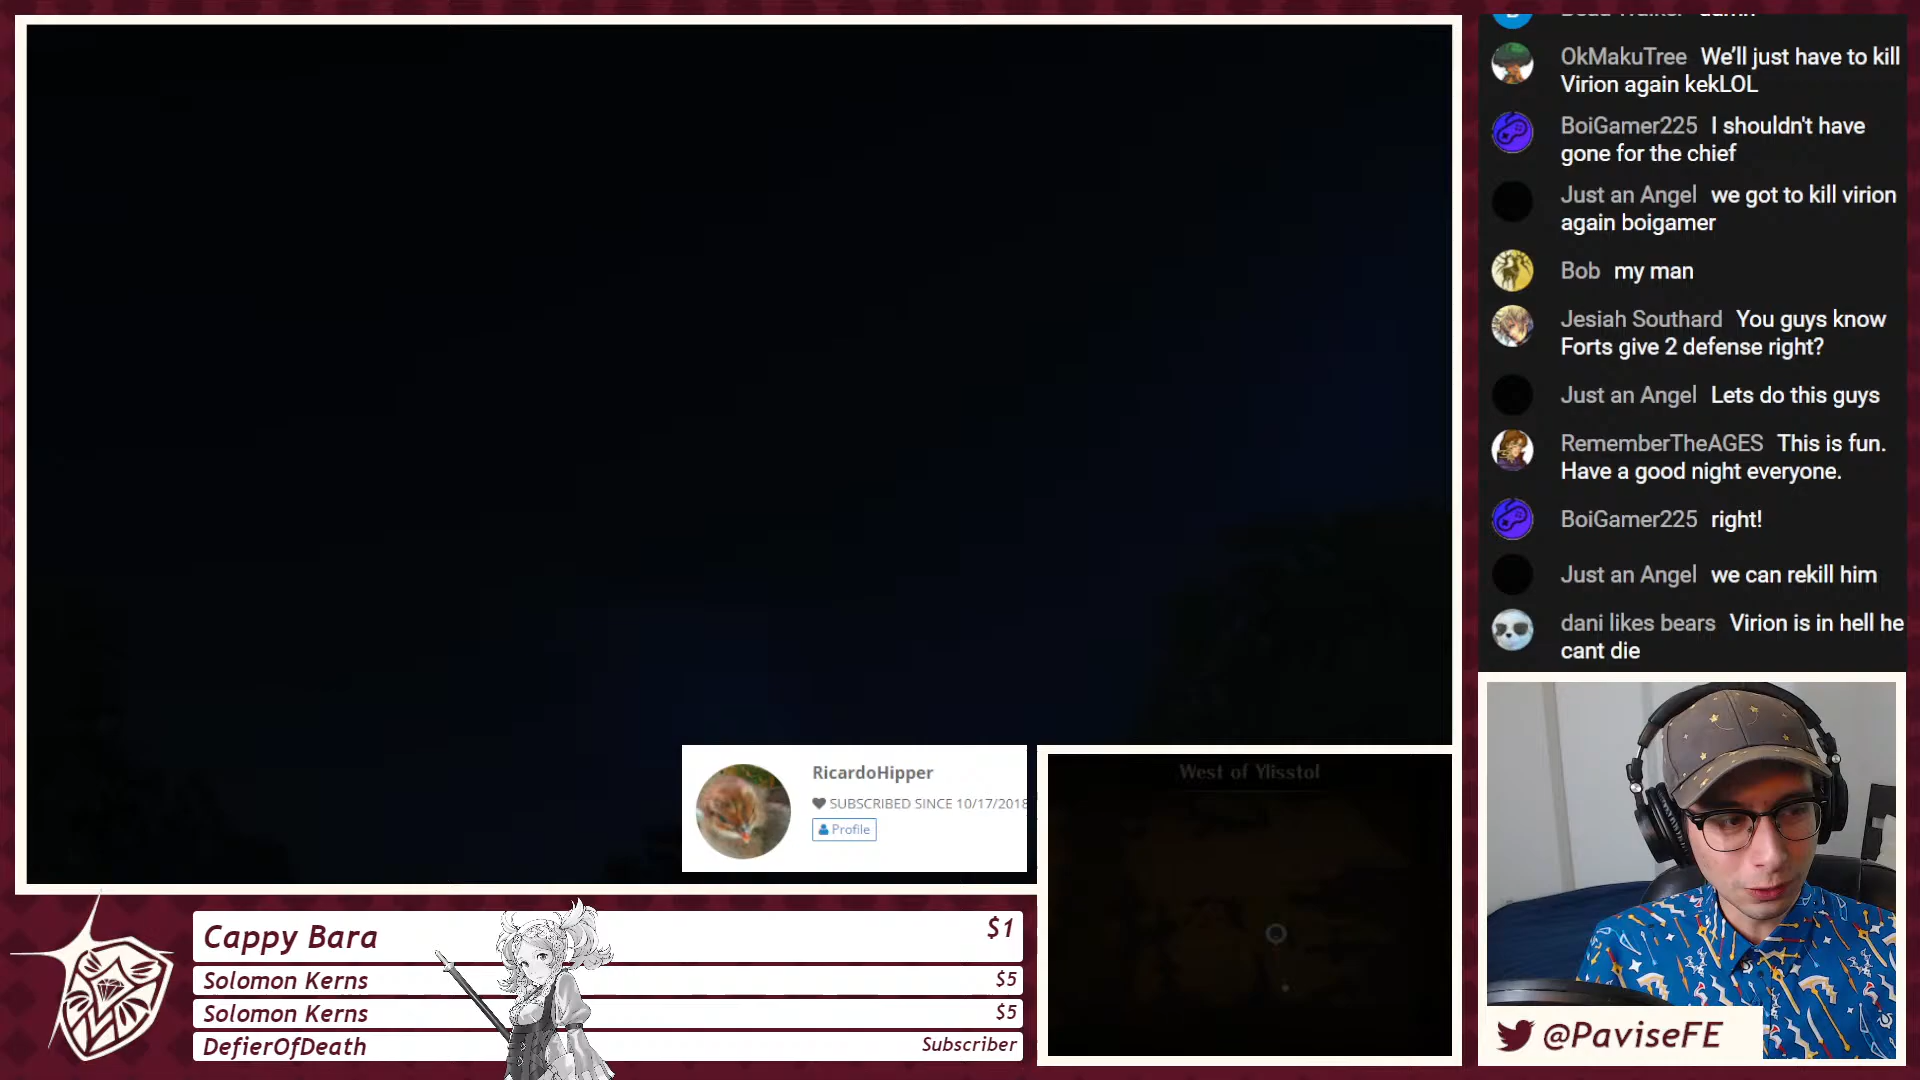 damn
OkMakuTree We'll just have to kill
Virion again kekLOL
BoiGamer225 I shouldn't have
gone for the chief
Just an Angel we got to kill virion
again boigamer
Bob my man
Jesiah Southard You guys know
Forts give 2 defense right?
Just an Angel Lets do this guys
RememberTheAGES This is fun.
Have a good night everyone.
BoiGamer225 right!
Just an Angel we can rekill him
dani likes bears Virion is in hell he
cant die
RicardoHipper
SUBSCRIBED SINCE 10/17/2018
Profile
West of Ylisstol
Cappy Bara $1
Solomon Kerns $5
Solomon Kerns $5
DefierOfDeath Subscriber
@PaviseFE